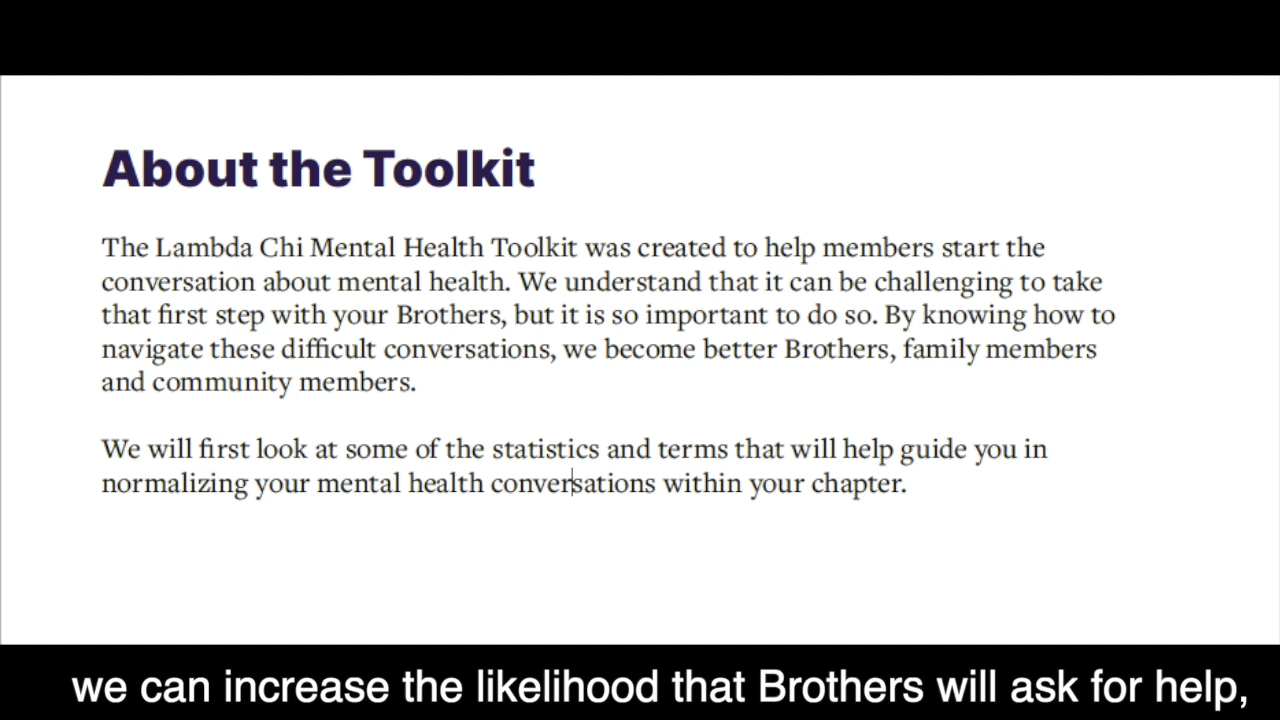 About the Toolkit
The Lambda Chi Mental Health Toolkit was created to help members start the
conversation about mental health. We understand that it can be challenging to take
that first step with your Brothers, but it is so important to do so. By knowing how to
navigate these difficult conversations, we become better Brothers, family members
and community members.
We will first look at some of the statistics and terms that will help guide you in
normalizing your mental health conversations within your chapter.
we can increase the likelihood that Brothers will ask for help,